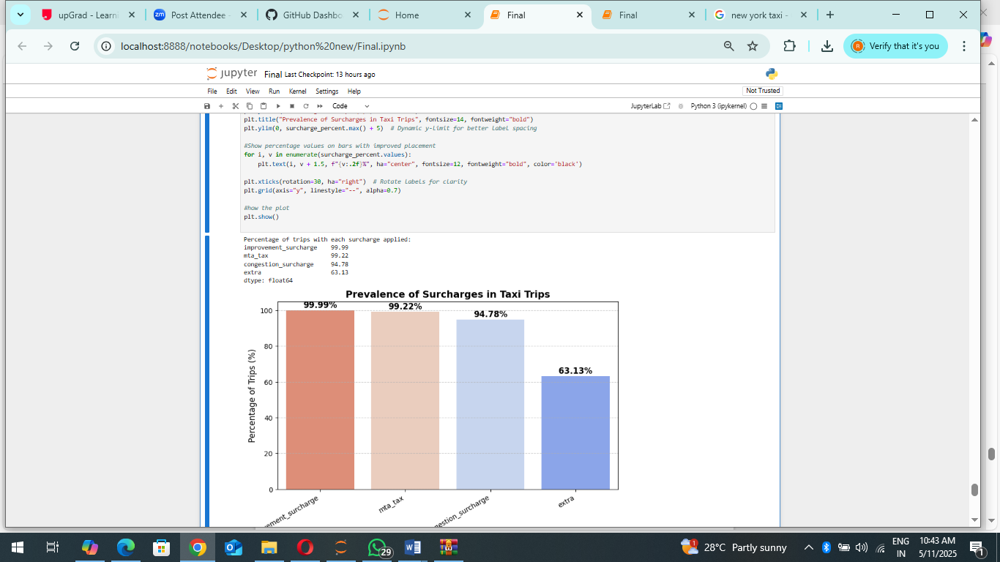 upGrad - Learni
Post Attendee -
GitHub Dashbo
Home
Final
Final
new york taxi -
localhost:8888/notebooks/Desktop/python%20new/Final.ipynb
Verify that it's you
jupyter Final Last Checkpoint: 13 hours ago
File Edit View Run Kernel Settings Help
Not Trusted
Code
JupyterLab
Python 3 (ipykernel)
plt.title("Prevalence of Surcharges in Taxi Trips", fontsize=14, fontweight="bold")
plt.ylim(0, surcharge_percent.max() + 5)  # Dynamic y-limit for better label spacing
#Show percentage values on bars with improved placement
for i, v in enumerate(surcharge_percent.values):
    plt.text(i, v + 1.5, f"{v:.2f}%", ha="center", fontsize=12, fontweight="bold", color='black')
plt.xticks(rotation=30, ha="right")  # Rotate labels for clarity
plt.grid(axis="y", linestyle="--", alpha=0.7)
#how the plot
plt.show()
Percentage of trips with each surcharge applied:
improvement_surcharge    99.99
mta_tax                  99.22
congestion_surcharge     94.78
extra                    63.13
dtype: float64
Prevalence of Surcharges in Taxi Trips
99.99%
99.22%
94.78%
63.13%
100
80
60
40
20
0
Percentage of Trips (%)
ement_surcharge
mta_tax
gestion_surcharge
extra
29
28°C Partly sunny
ENG
IN
10:43 AM
5/11/2025
1